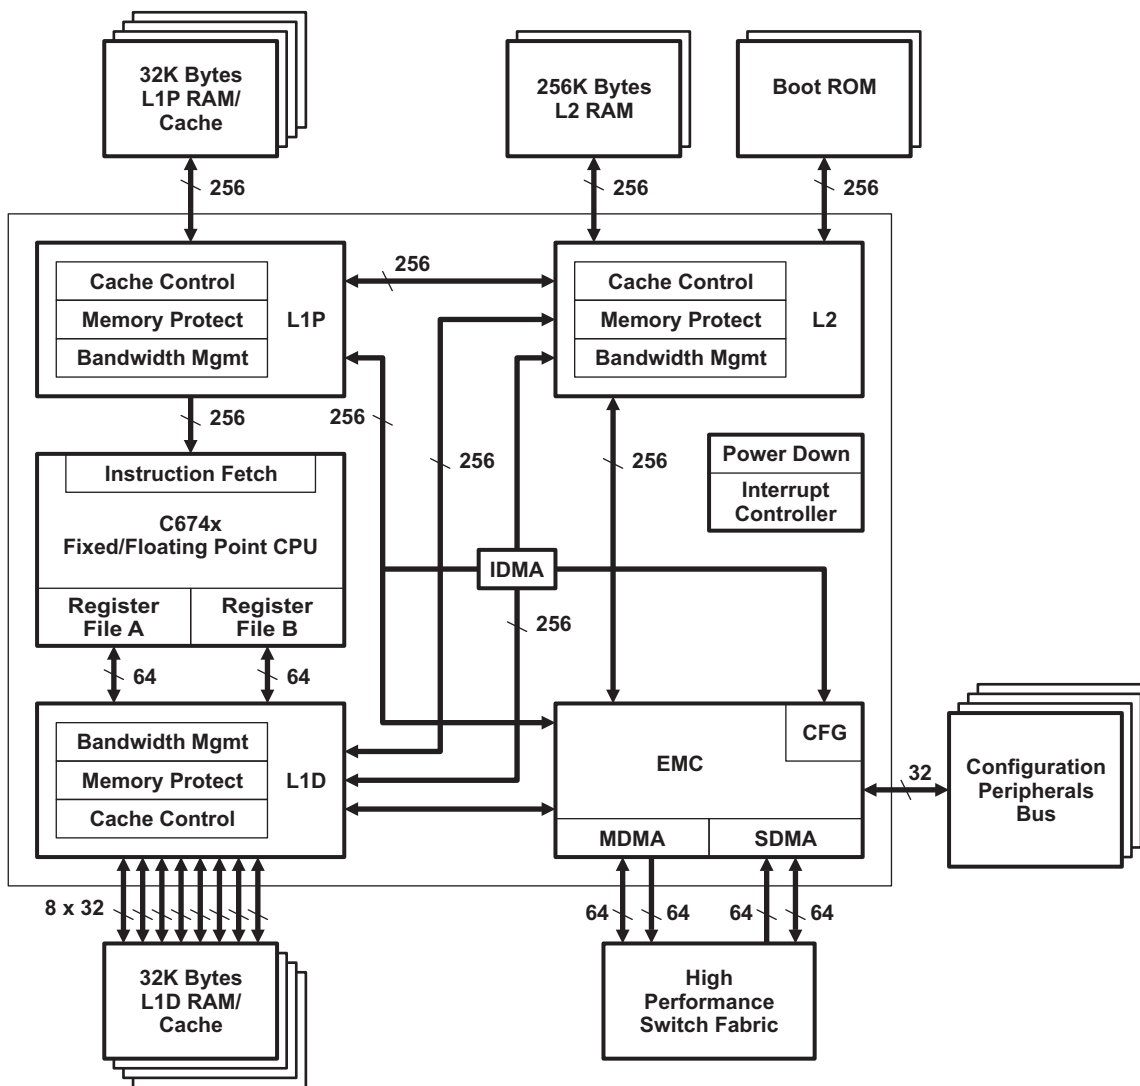 32K Bytes
L1P RAM/
Cache
256K Bytes
L2 RAM
Boot ROM
256
256
256
Cache Control
Memory Protect
Bandwidth Mgmt
L1P
256
Cache Control
Memory Protect
Bandwidth Mgmt
L2
256
256
256
256
Power Down
Interrupt
Controller
Instruction Fetch
C674x
Fixed/Floating Point CPU
Register
File A
Register
File B
IDMA
256
64
64
Bandwidth Mgmt
Memory Protect
Cache Control
L1D
EMC
CFG
MDMA
SDMA
32
Configuration
Peripherals
Bus
8 x 32
64
64
64
64
32K Bytes
L1D RAM/
Cache
High
Performance
Switch Fabric